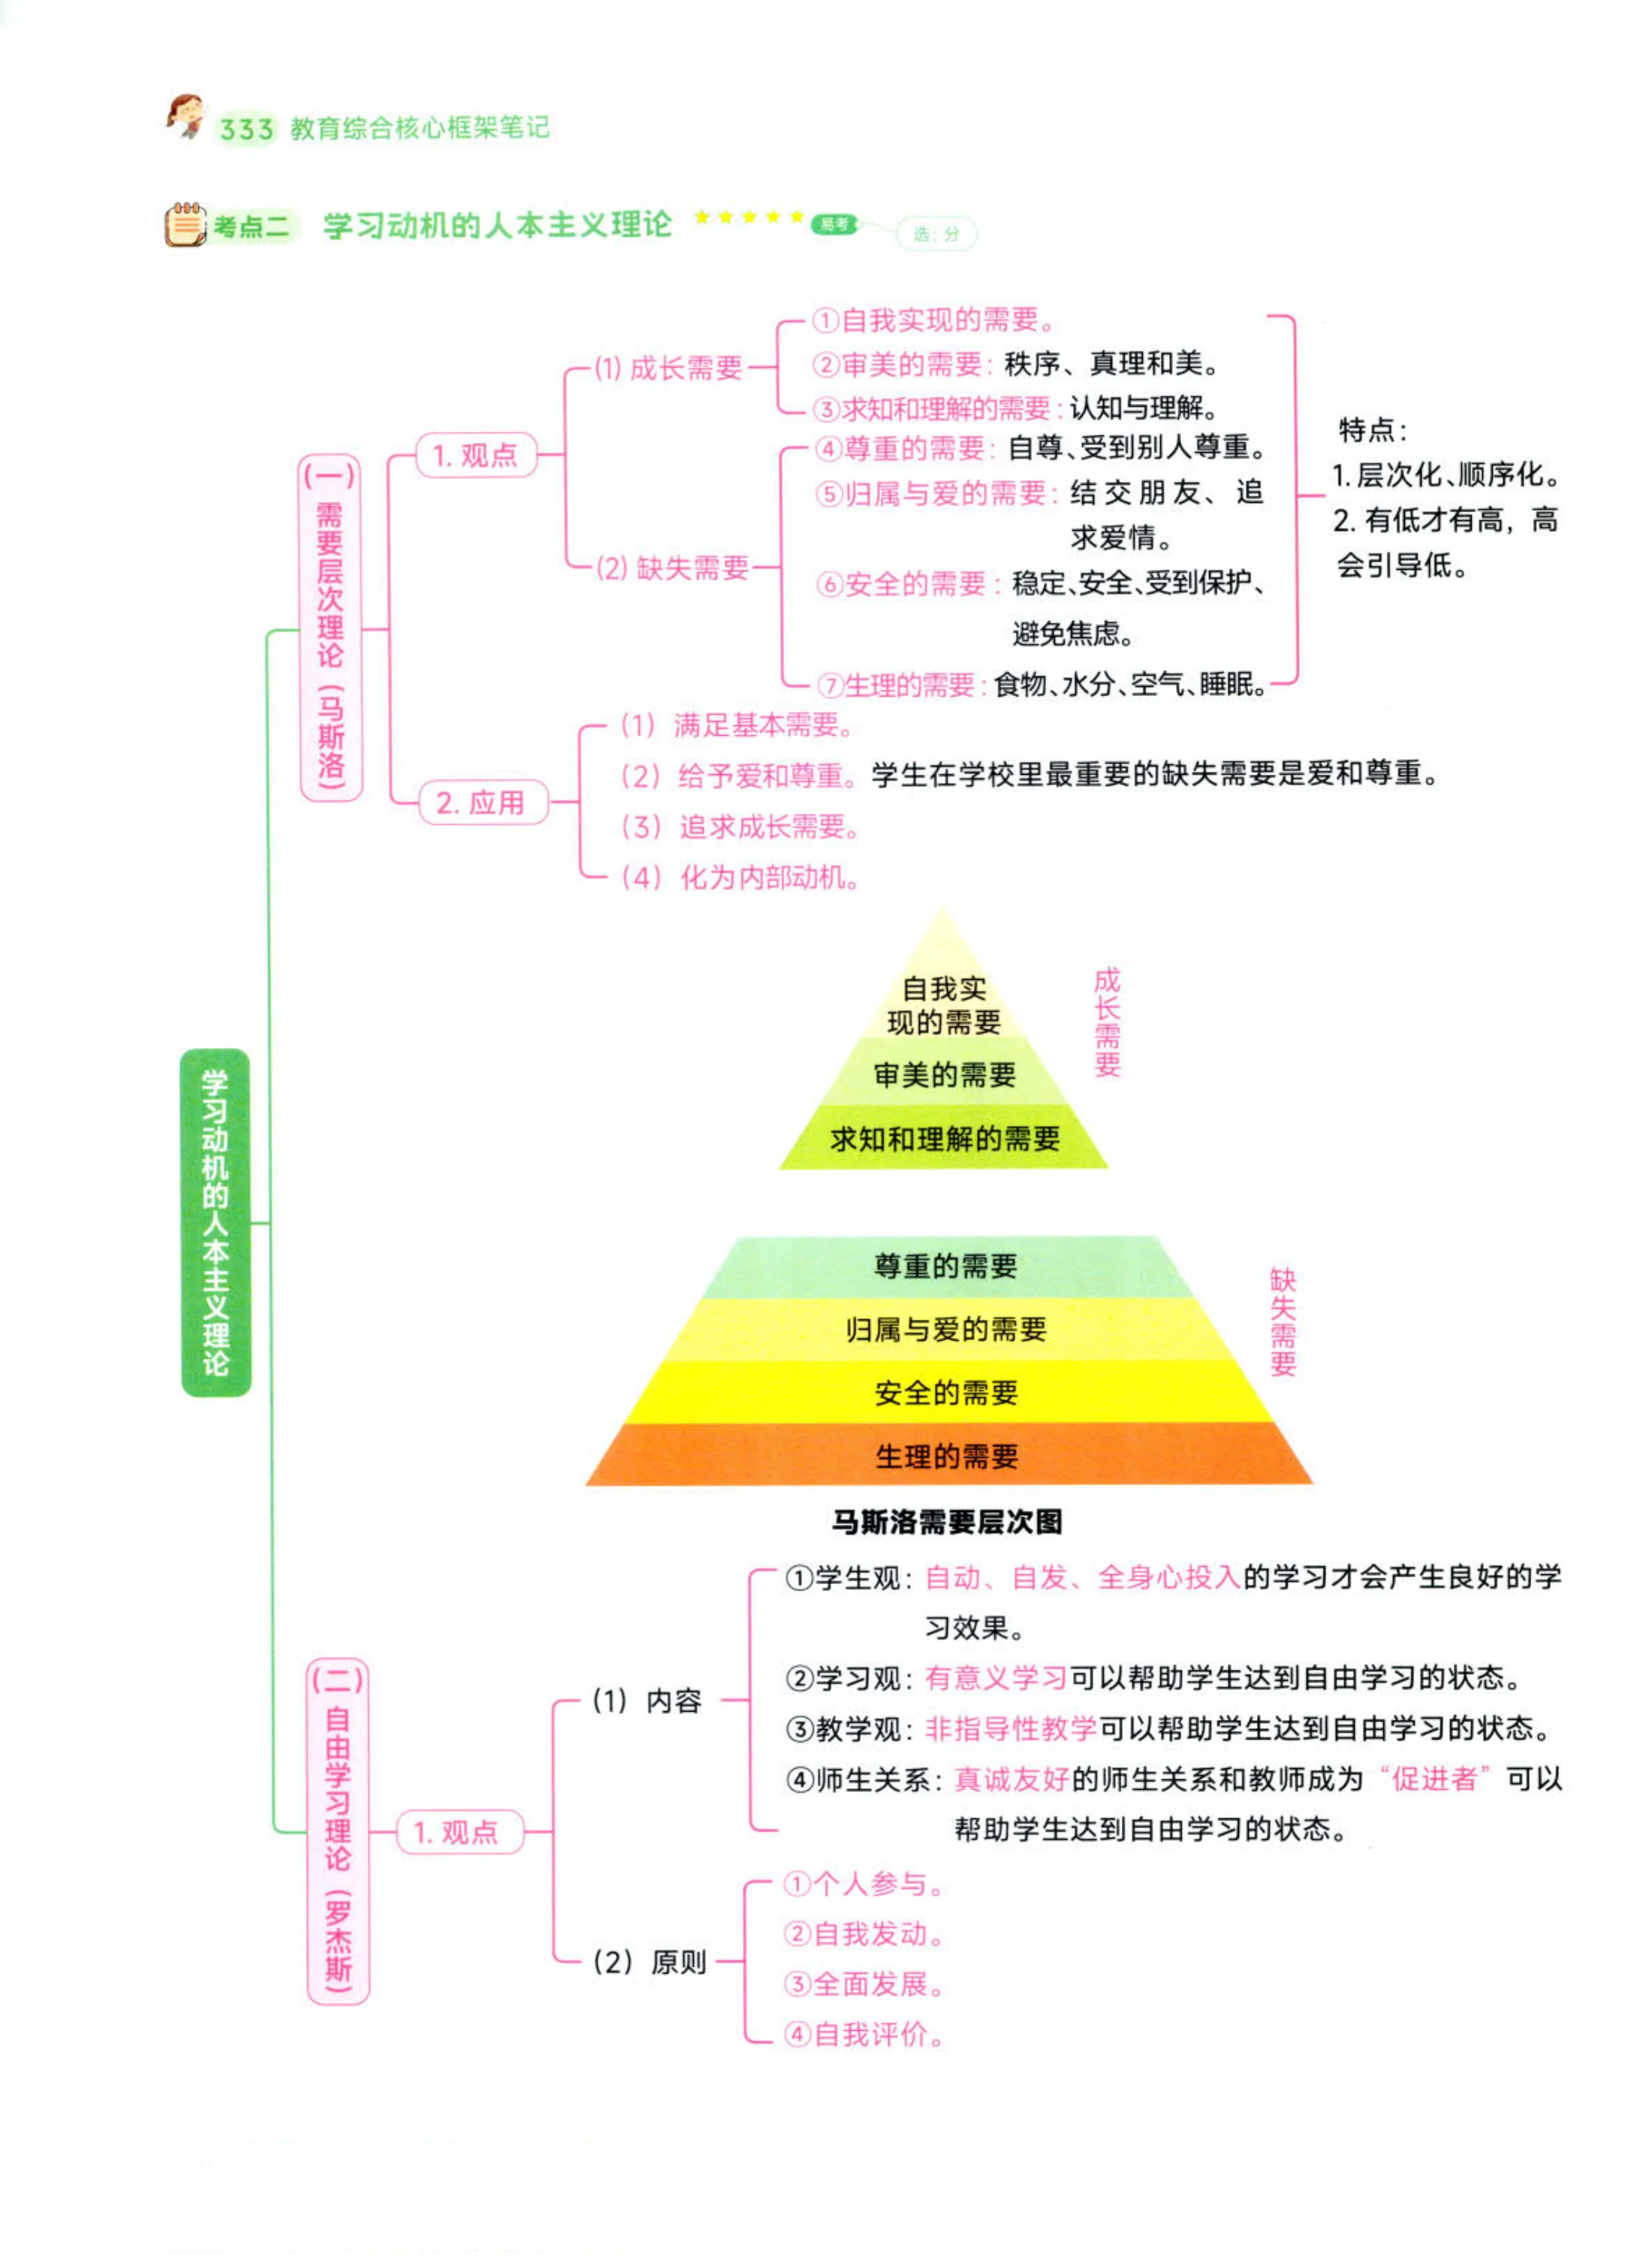 333 教育综合核心框架笔记
考点二 学习动机的人本主义理论 易考 选;分
学习动机的人本主义理论
(一)需要层次理论(马斯洛)
1. 观点
(1) 成长需要
①自我实现的需要。
②审美的需要：秩序、真理和美。
③求知和理解的需要：认知与理解。
(2) 缺失需要
④尊重的需要：自尊、受到别人尊重。
⑤归属与爱的需要：结交朋友、追
求爱情。
⑥安全的需要：稳定、安全、受到保护、
避免焦虑。
⑦生理的需要：食物、水分、空气、睡眠。
特点：
1. 层次化、顺序化。
2. 有低才有高，高
会引导低。
2. 应用
(1) 满足基本需要。
(2) 给予爱和尊重。学生在学校里最重要的缺失需要是爱和尊重。
(3) 追求成长需要。
(4) 化为内部动机。
自我实
现的需要
审美的需要
求知和理解的需要
成长需要
尊重的需要
归属与爱的需要
安全的需要
生理的需要
缺失需要
马斯洛需要层次图
(二)自由学习理论(罗杰斯)
1. 观点
(1) 内容
①学生观：自动、自发、全身心投入的学习才会产生良好的学
习效果。
②学习观：有意义学习可以帮助学生达到自由学习的状态。
③教学观：非指导性教学可以帮助学生达到自由学习的状态。
④师生关系：真诚友好的师生关系和教师成为“促进者”可以
帮助学生达到自由学习的状态。
(2) 原则
①个人参与。
②自我发动。
③全面发展。
④自我评价。